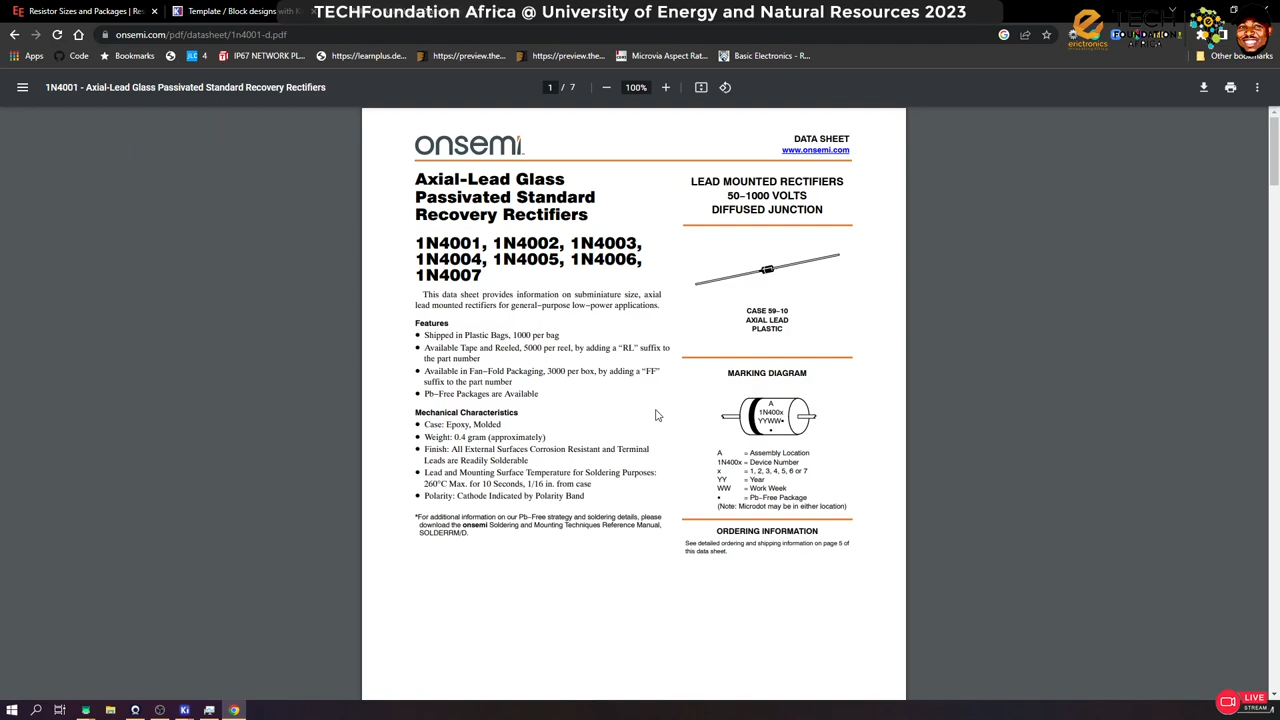 Resistor Sizes and Packages | Res
Intro / Block designs with K
TECHFoundation @ University of Natural Resources 2023
onsemi.com/pdf/datasheet/1n4001-d.pdf
erictronics
TECH
FOUNDATION
Apps
Codes
Bookmarks
JLC
IP67 NETWORK PL...
https://learnplus.de...
https://preview.the...
https://preview.the...
Microvia Aspect Rat...
Basic Electronics - R...
Other bookmarks
1N4001 - Axial-Lead Glass Passivated Standard Recovery Rectifiers
1 / 7
100%
onsemi
DATA SHEET
www.onsemi.com
Axial-Lead Glass
Passivated Standard
Recovery Rectifiers
1N4001, 1N4002, 1N4003,
1N4004, 1N4005, 1N4006,
1N4007
This data sheet provides information on subminiature size, axial
lead mounted rectifiers for general−purpose low−power applications.
Features
• Shipped in Plastic Bags, 1000 per bag
• Available Tape and Reeled, 5000 per reel, by adding a “RL” suffix to
the part number
• Available in Fan−Fold Packaging, 3000 per box, by adding a “FF”
suffix to the part number
• Pb−Free Packages are Available
Mechanical Characteristics
• Case: Epoxy, Molded
• Weight: 0.4 gram (approximately)
• Finish: All External Surfaces Corrosion Resistant and Terminal
Leads are Readily Solderable
• Lead and Mounting Surface Temperature for Soldering Purposes:
260°C Max. for 10 Seconds, 1/16 in. from case
• Polarity: Cathode Indicated by Polarity Band
*For additional information on our Pb−Free strategy and soldering details, please
download the onsemi Soldering and Mounting Techniques Reference Manual,
SOLDERRM/D.
LEAD MOUNTED RECTIFIERS
50−1000 VOLTS
DIFFUSED JUNCTION
CASE 59−10
AXIAL LEAD
PLASTIC
MARKING DIAGRAM
A
1N400x
YYWW▪
▪
A = Assembly Location
1N400x = Device Number
x = 1, 2, 3, 4, 5, 6 or 7
YY = Year
WW = Work Week
▪ = Pb−Free Package
(Note: Microdot may be in either location)
ORDERING INFORMATION
See detailed ordering and shipping information on page 5 of
this data sheet.
LIVE
STREAM